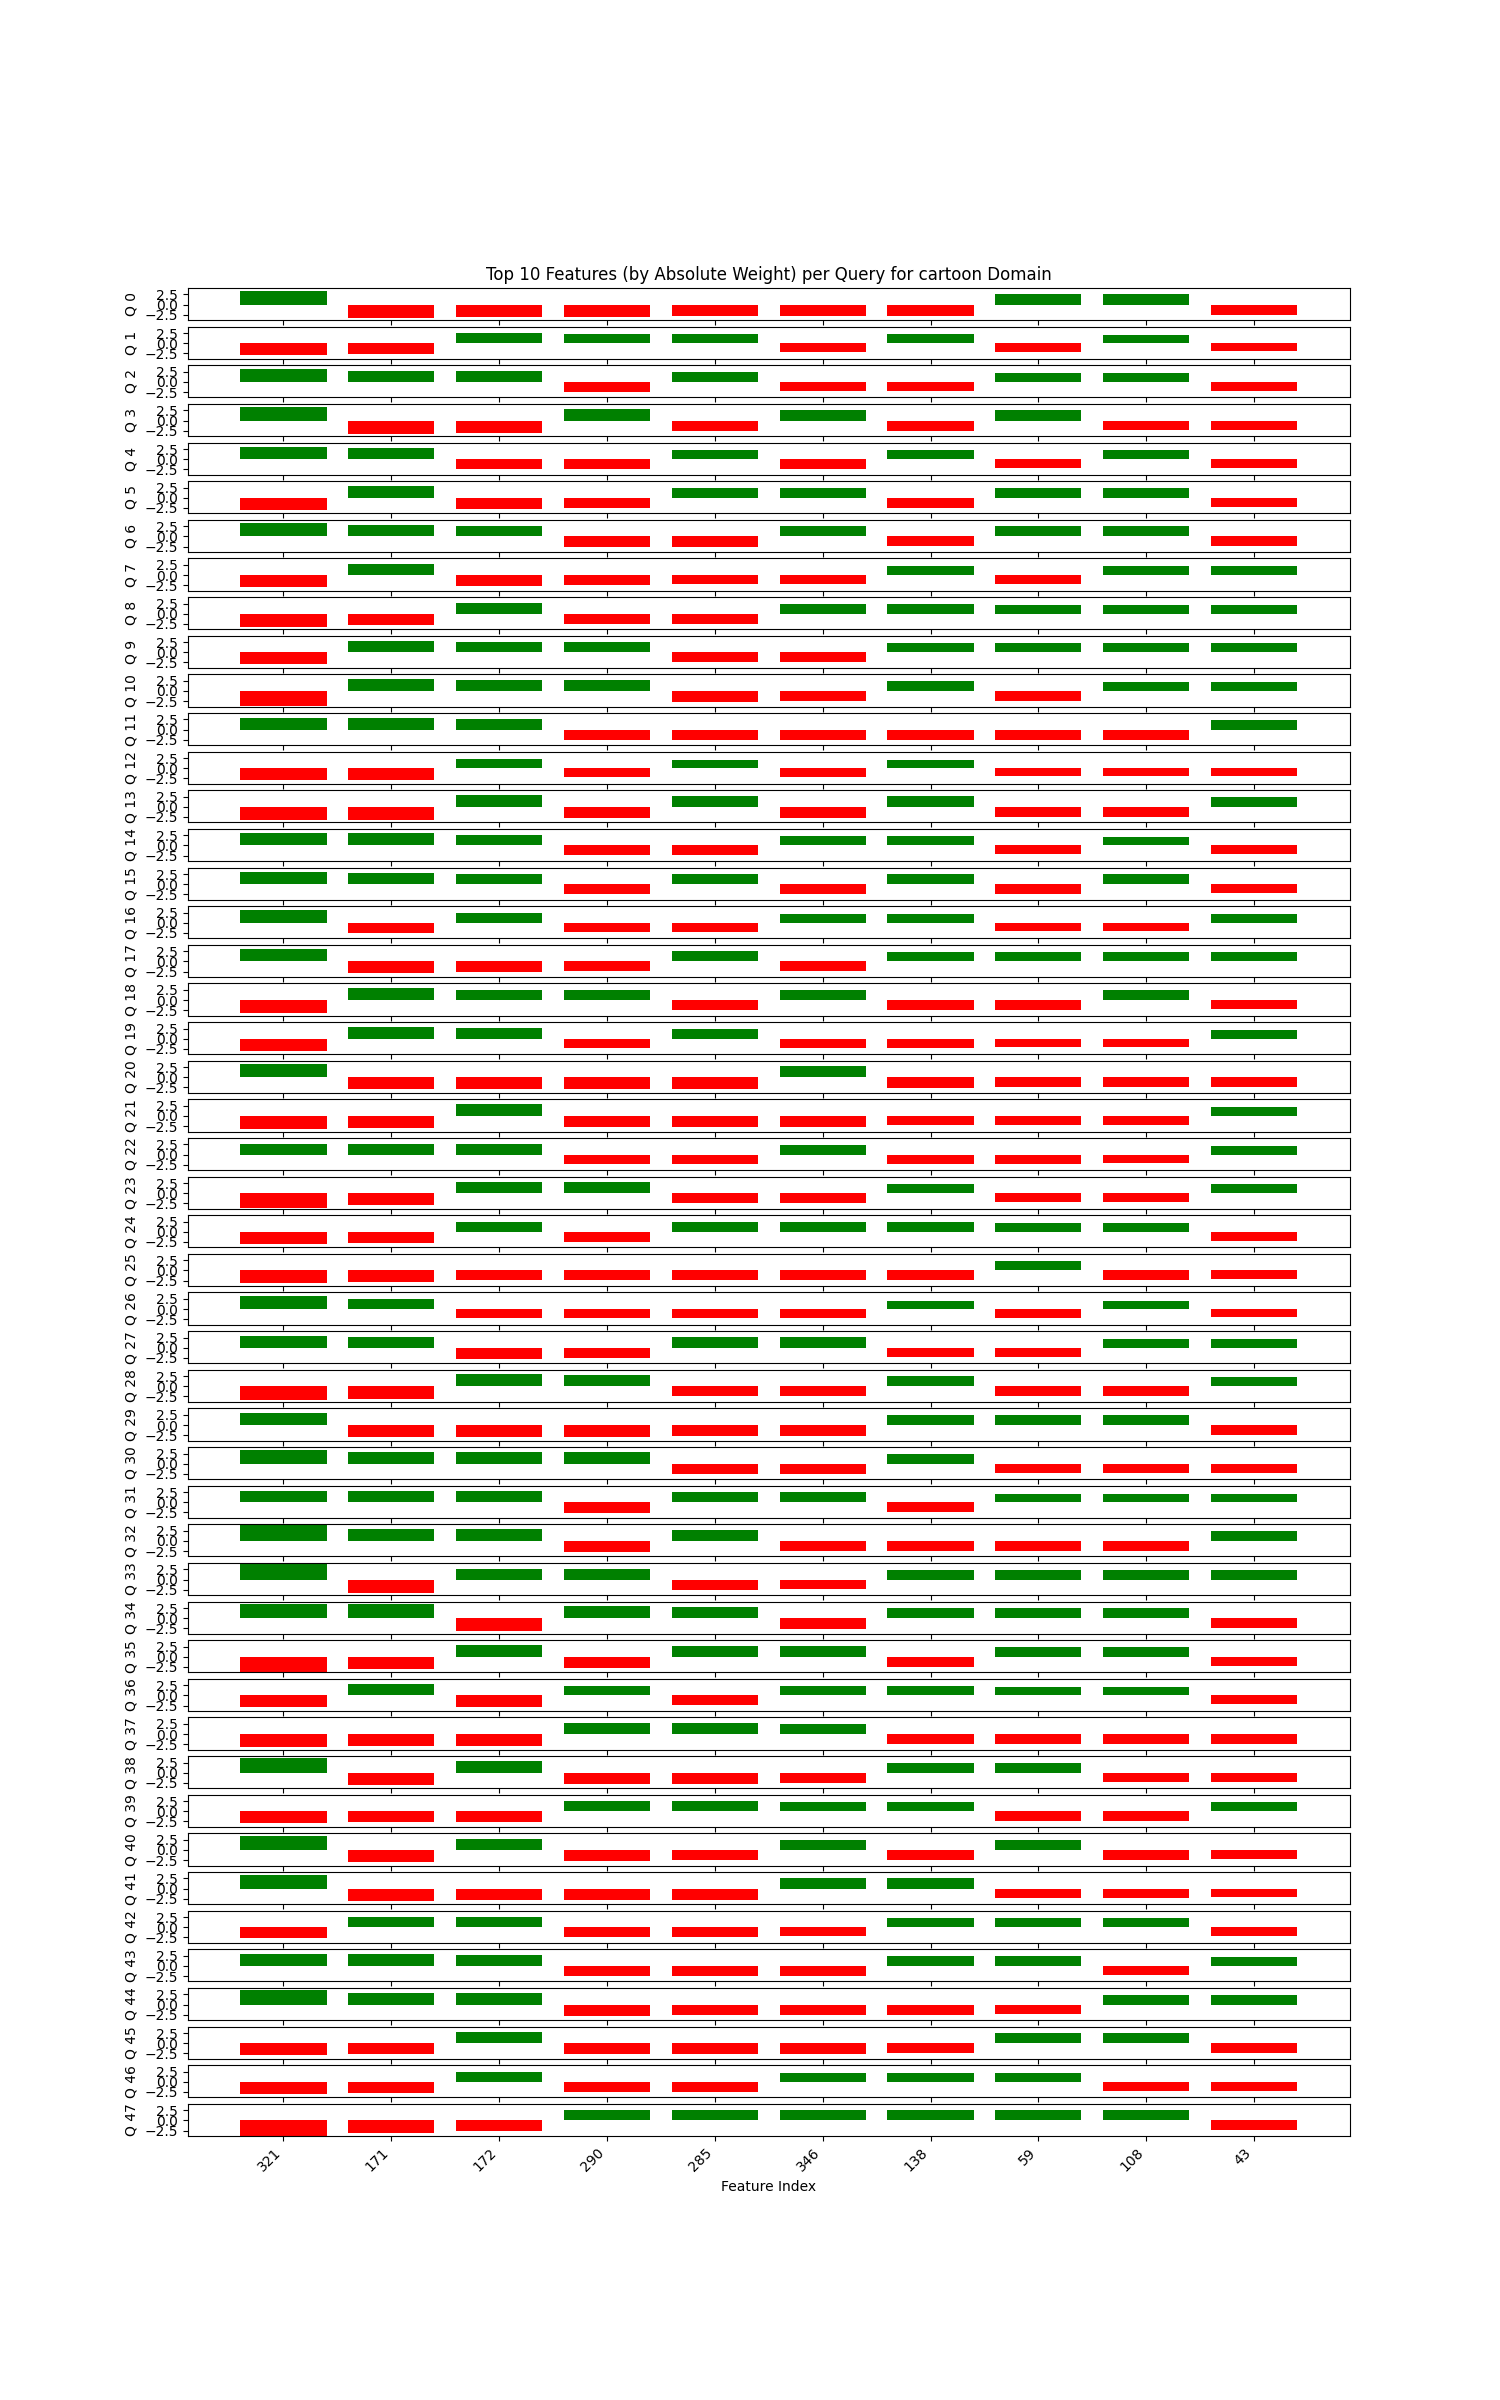 Top 10 Features (by Absolute Weight) per Query for cartoon Domain
Q 0 2.5 0.0 −2.5
Q 1 2.5 0.0 −2.5
Q 2 2.5 0.0 −2.5
Q 3 2.5 0.0 −2.5
Q 4 2.5 0.0 −2.5
Q 5 2.5 0.0 −2.5
Q 6 2.5 0.0 −2.5
Q 7 2.5 0.0 −2.5
Q 8 2.5 0.0 −2.5
Q 9 2.5 0.0 −2.5
Q 10 2.5 0.0 −2.5
Q 11 2.5 0.0 −2.5
Q 12 2.5 0.0 −2.5
Q 13 2.5 0.0 −2.5
Q 14 2.5 0.0 −2.5
Q 15 2.5 0.0 −2.5
Q 16 2.5 0.0 −2.5
Q 17 2.5 0.0 −2.5
Q 18 2.5 0.0 −2.5
Q 19 2.5 0.0 −2.5
Q 20 2.5 0.0 −2.5
Q 21 2.5 0.0 −2.5
Q 22 2.5 0.0 −2.5
Q 23 2.5 0.0 −2.5
Q 24 2.5 0.0 −2.5
Q 25 2.5 0.0 −2.5
Q 26 2.5 0.0 −2.5
Q 27 2.5 0.0 −2.5
Q 28 2.5 0.0 −2.5
Q 29 2.5 0.0 −2.5
Q 30 2.5 0.0 −2.5
Q 31 2.5 0.0 −2.5
Q 32 2.5 0.0 −2.5
Q 33 2.5 0.0 −2.5
Q 34 2.5 0.0 −2.5
Q 35 2.5 0.0 −2.5
Q 36 2.5 0.0 −2.5
Q 37 2.5 0.0 −2.5
Q 38 2.5 0.0 −2.5
Q 39 2.5 0.0 −2.5
Q 40 2.5 0.0 −2.5
Q 41 2.5 0.0 −2.5
Q 42 2.5 0.0 −2.5
Q 43 2.5 0.0 −2.5
Q 44 2.5 0.0 −2.5
Q 45 2.5 0.0 −2.5
Q 46 2.5 0.0 −2.5
Q 47 2.5 0.0 −2.5
321 171 172 290 285 346 138 59 108 43
Feature Index